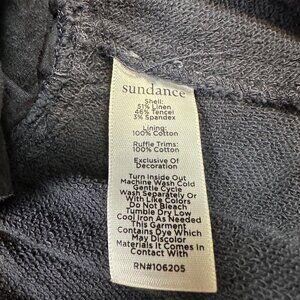 sundance
Shell:
51% Linen
46% Tencel
3% Spandex
Lining:
100% Cotton
Ruffle Trims:
100% Cotton
Exclusive Of
Decoration
Turn Inside Out
Machine Wash Cold
Gentle Cycle
Wash Separately Or
With Like Colors
Do Not Bleach
Tumble Dry Low
Cool Iron As Needed
This Garment
Contains Dye Which
May Discolor
Materials It Comes In
Contact With
RN#106205